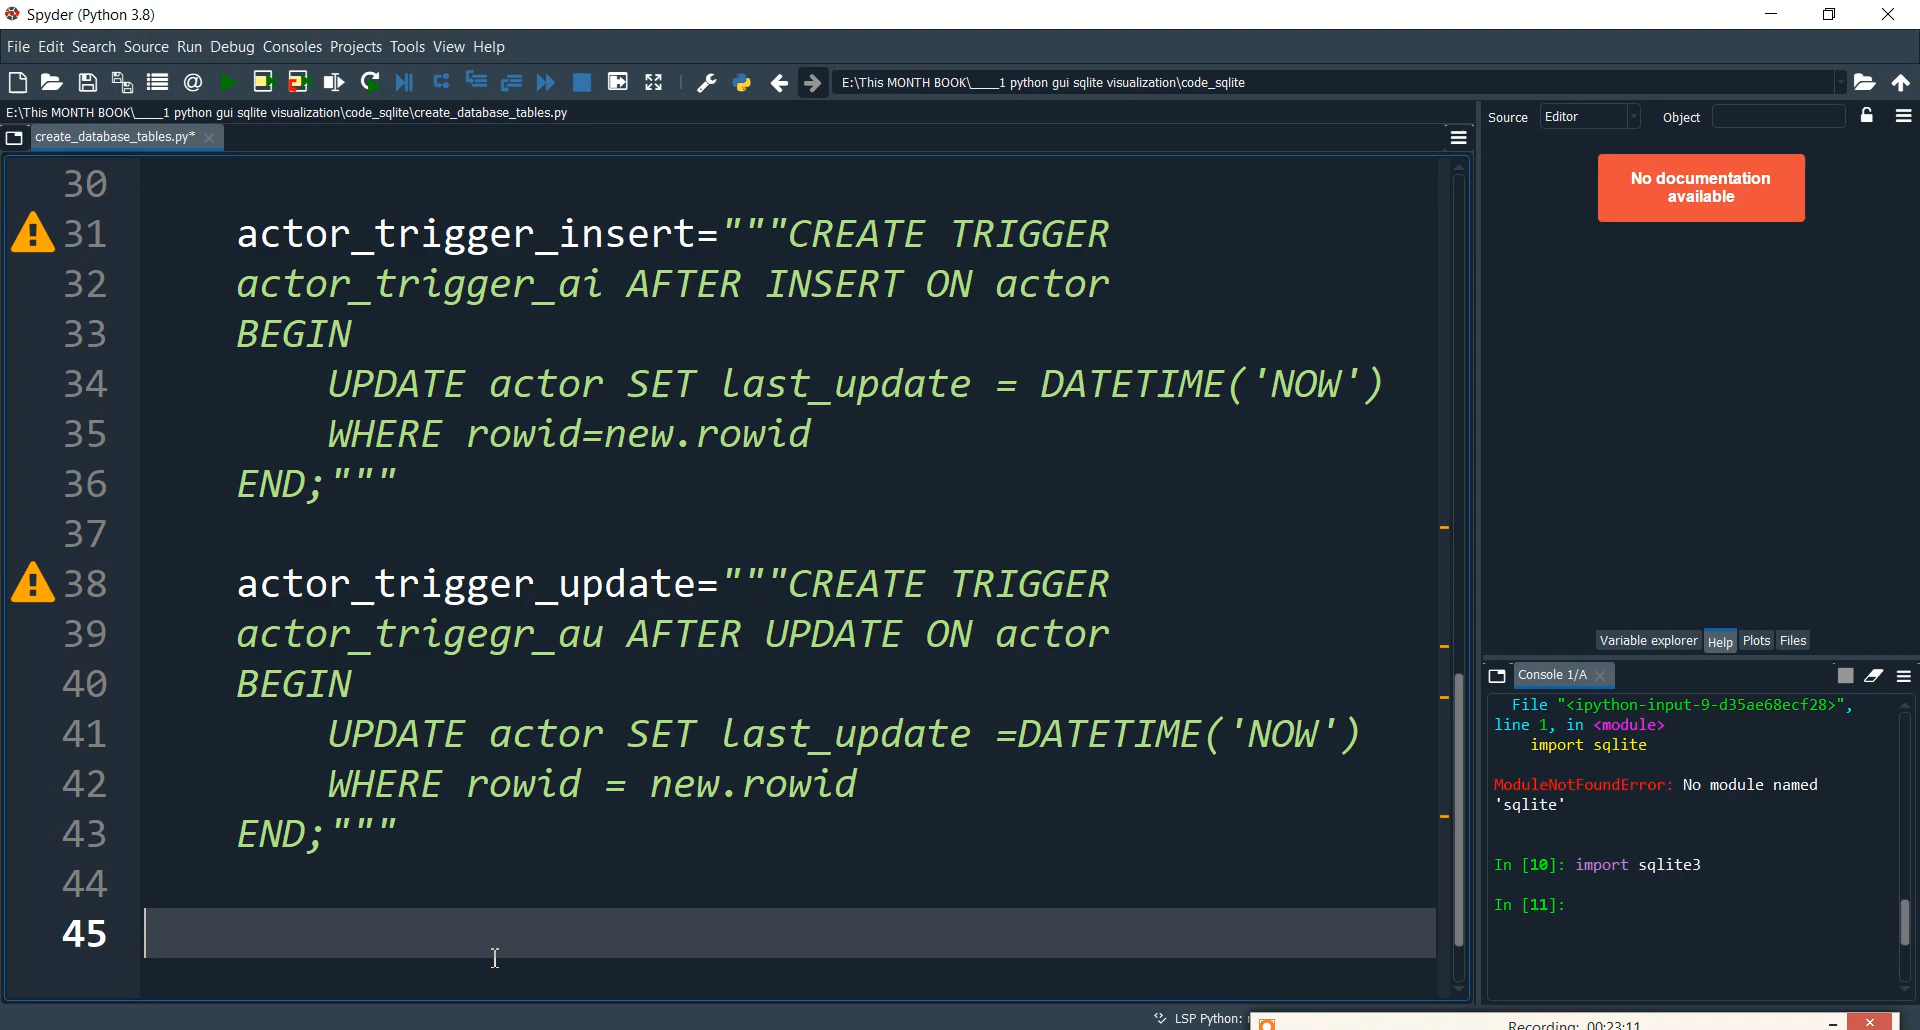 Spyder (Python 3.8)
File Edit Search Source Run Debug Consoles Projects Tools View Help
E:\This MONTH BOOK\____1 python gui sqlite visualization\code_sqlite
E:\This MONTH BOOK\____1 python gui sqlite visualization\code_sqlite\create_database_tables.py
create_database_tables.py*
30
31 actor_trigger_insert="""CREATE TRIGGER
32 actor_trigger_ai AFTER INSERT ON actor
33 BEGIN
34 UPDATE actor SET last_update = DATETIME('NOW')
35 WHERE rowid=new.rowid
36 END;"""
37
38 actor_trigger_update="""CREATE TRIGGER
39 actor_trigegr_au AFTER UPDATE ON actor
40 BEGIN
41 UPDATE actor SET last_update =DATETIME('NOW')
42 WHERE rowid = new.rowid
43 END;"""
44
45
Source Editor Object
No documentation
available
Variable explorer Help Plots Files
Console 1/A
File "<ipython-input-9-d35ae68ecf28>",
line 1, in <module>
import sqlite
ModuleNotFoundError: No module named
'sqlite'
In [10]: import sqlite3
In [11]:
LSP Python:
Recording: 00:23:11